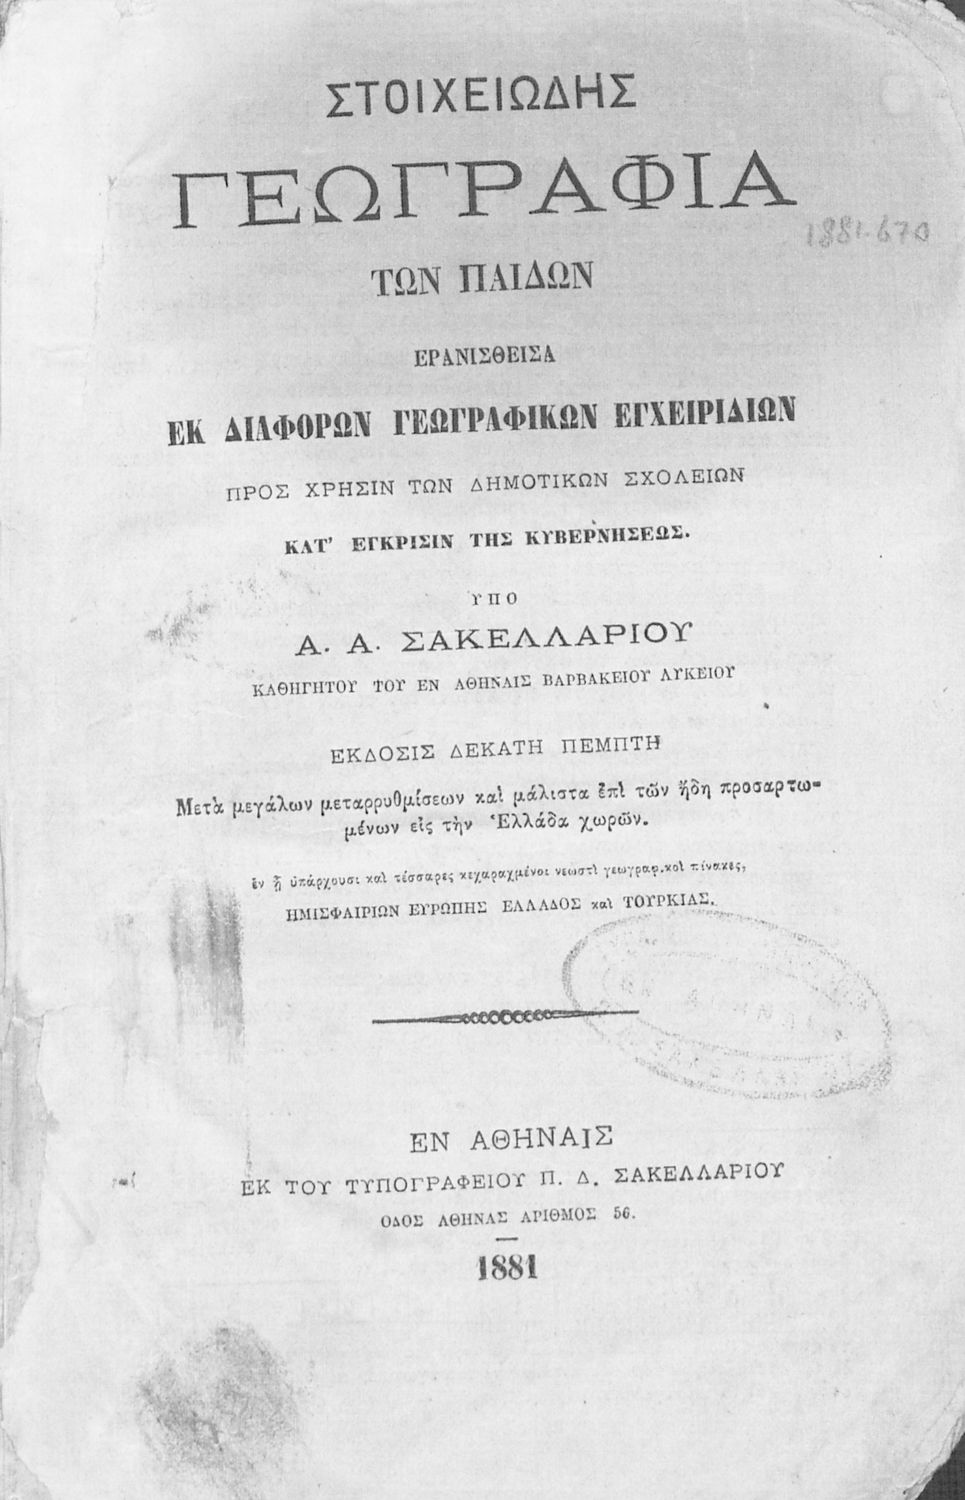 ΣΤΟΙΧΕΙΩΔΗΣ
ΓΕΩΓΡΑΦΙΑ
1881-670
ΤΩΝ ΠΑΙΔΩΝ
ΕΡΑΝΙΣΘΕΙΣΑ
ΕΚ ΔΙΑΦΟΡΩΝ ΓΕΩΓΡΑΦΙΚΩΝ ΕΓΧΕΙΡΙΔΙΩΝ
ΠΡΟΣ ΧΡΗΣΙΝ ΤΩΝ ΔΗΜΟΤΙΚΩΝ ΣΧΟΛΕΙΩΝ
ΚΑΤ' ΕΓΚΡΙΣΙΝ ΤΗΣ ΚΥΒΕΡΝΗΣΕΩΣ.
ΥΠΟ
Α. Α. ΣΑΚΕΛΛΑΡΙΟΥ
ΚΑΘΗΓΗΤΟΥ ΤΟΥ ΕΝ ΑΘΗΝΑΙΣ ΒΑΡΒΑΚΕΙΟΥ ΛΥΚΕΙΟΥ
ΕΚΔΟΣΙΣ ΔΕΚΑΤΗ ΠΕΜΠΤΗ
Μετὰ μεγάλων μεταρρυθμίσεων καὶ μάλιστα ἐπὶ τῶν ἤδη προσαρτω-
μένων εἰς τὴν Ἑλλάδα χωρῶν.
ἐν ᾗ ὑπάρχουσι καὶ τέσσαρες κεχαραγμένοι νεωστὶ γεωγραφ.κοὶ πίνακες,
ΗΜΙΣΦΑΙΡΙΩΝ ΕΥΡΩΠΗΣ ΕΛΛΑΔΟΣ καὶ ΤΟΥΡΚΙΑΣ.
ΕΝ ΑΘΗΝΑΙΣ
ΕΚ ΤΟΥ ΤΥΠΟΓΡΑΦΕΙΟΥ Π. Δ. ΣΑΚΕΛΛΑΡΙΟΥ
ΟΔΟΣ ΑΘΗΝΑΣ ΑΡΙΘΜΟΣ 56.
1881